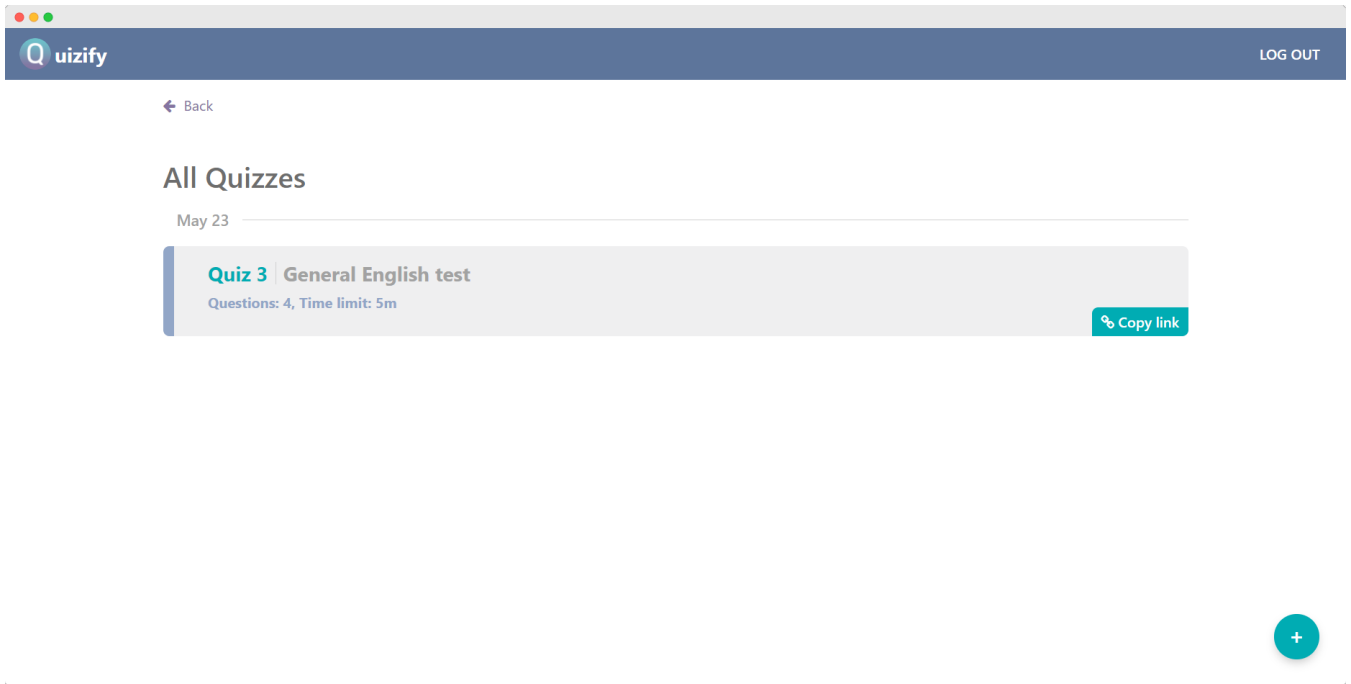 Quizify
LOG OUT
Back
All Quizzes
May 23
Quiz 3 General English test
Questions: 4, Time limit: 5m
Copy link
+